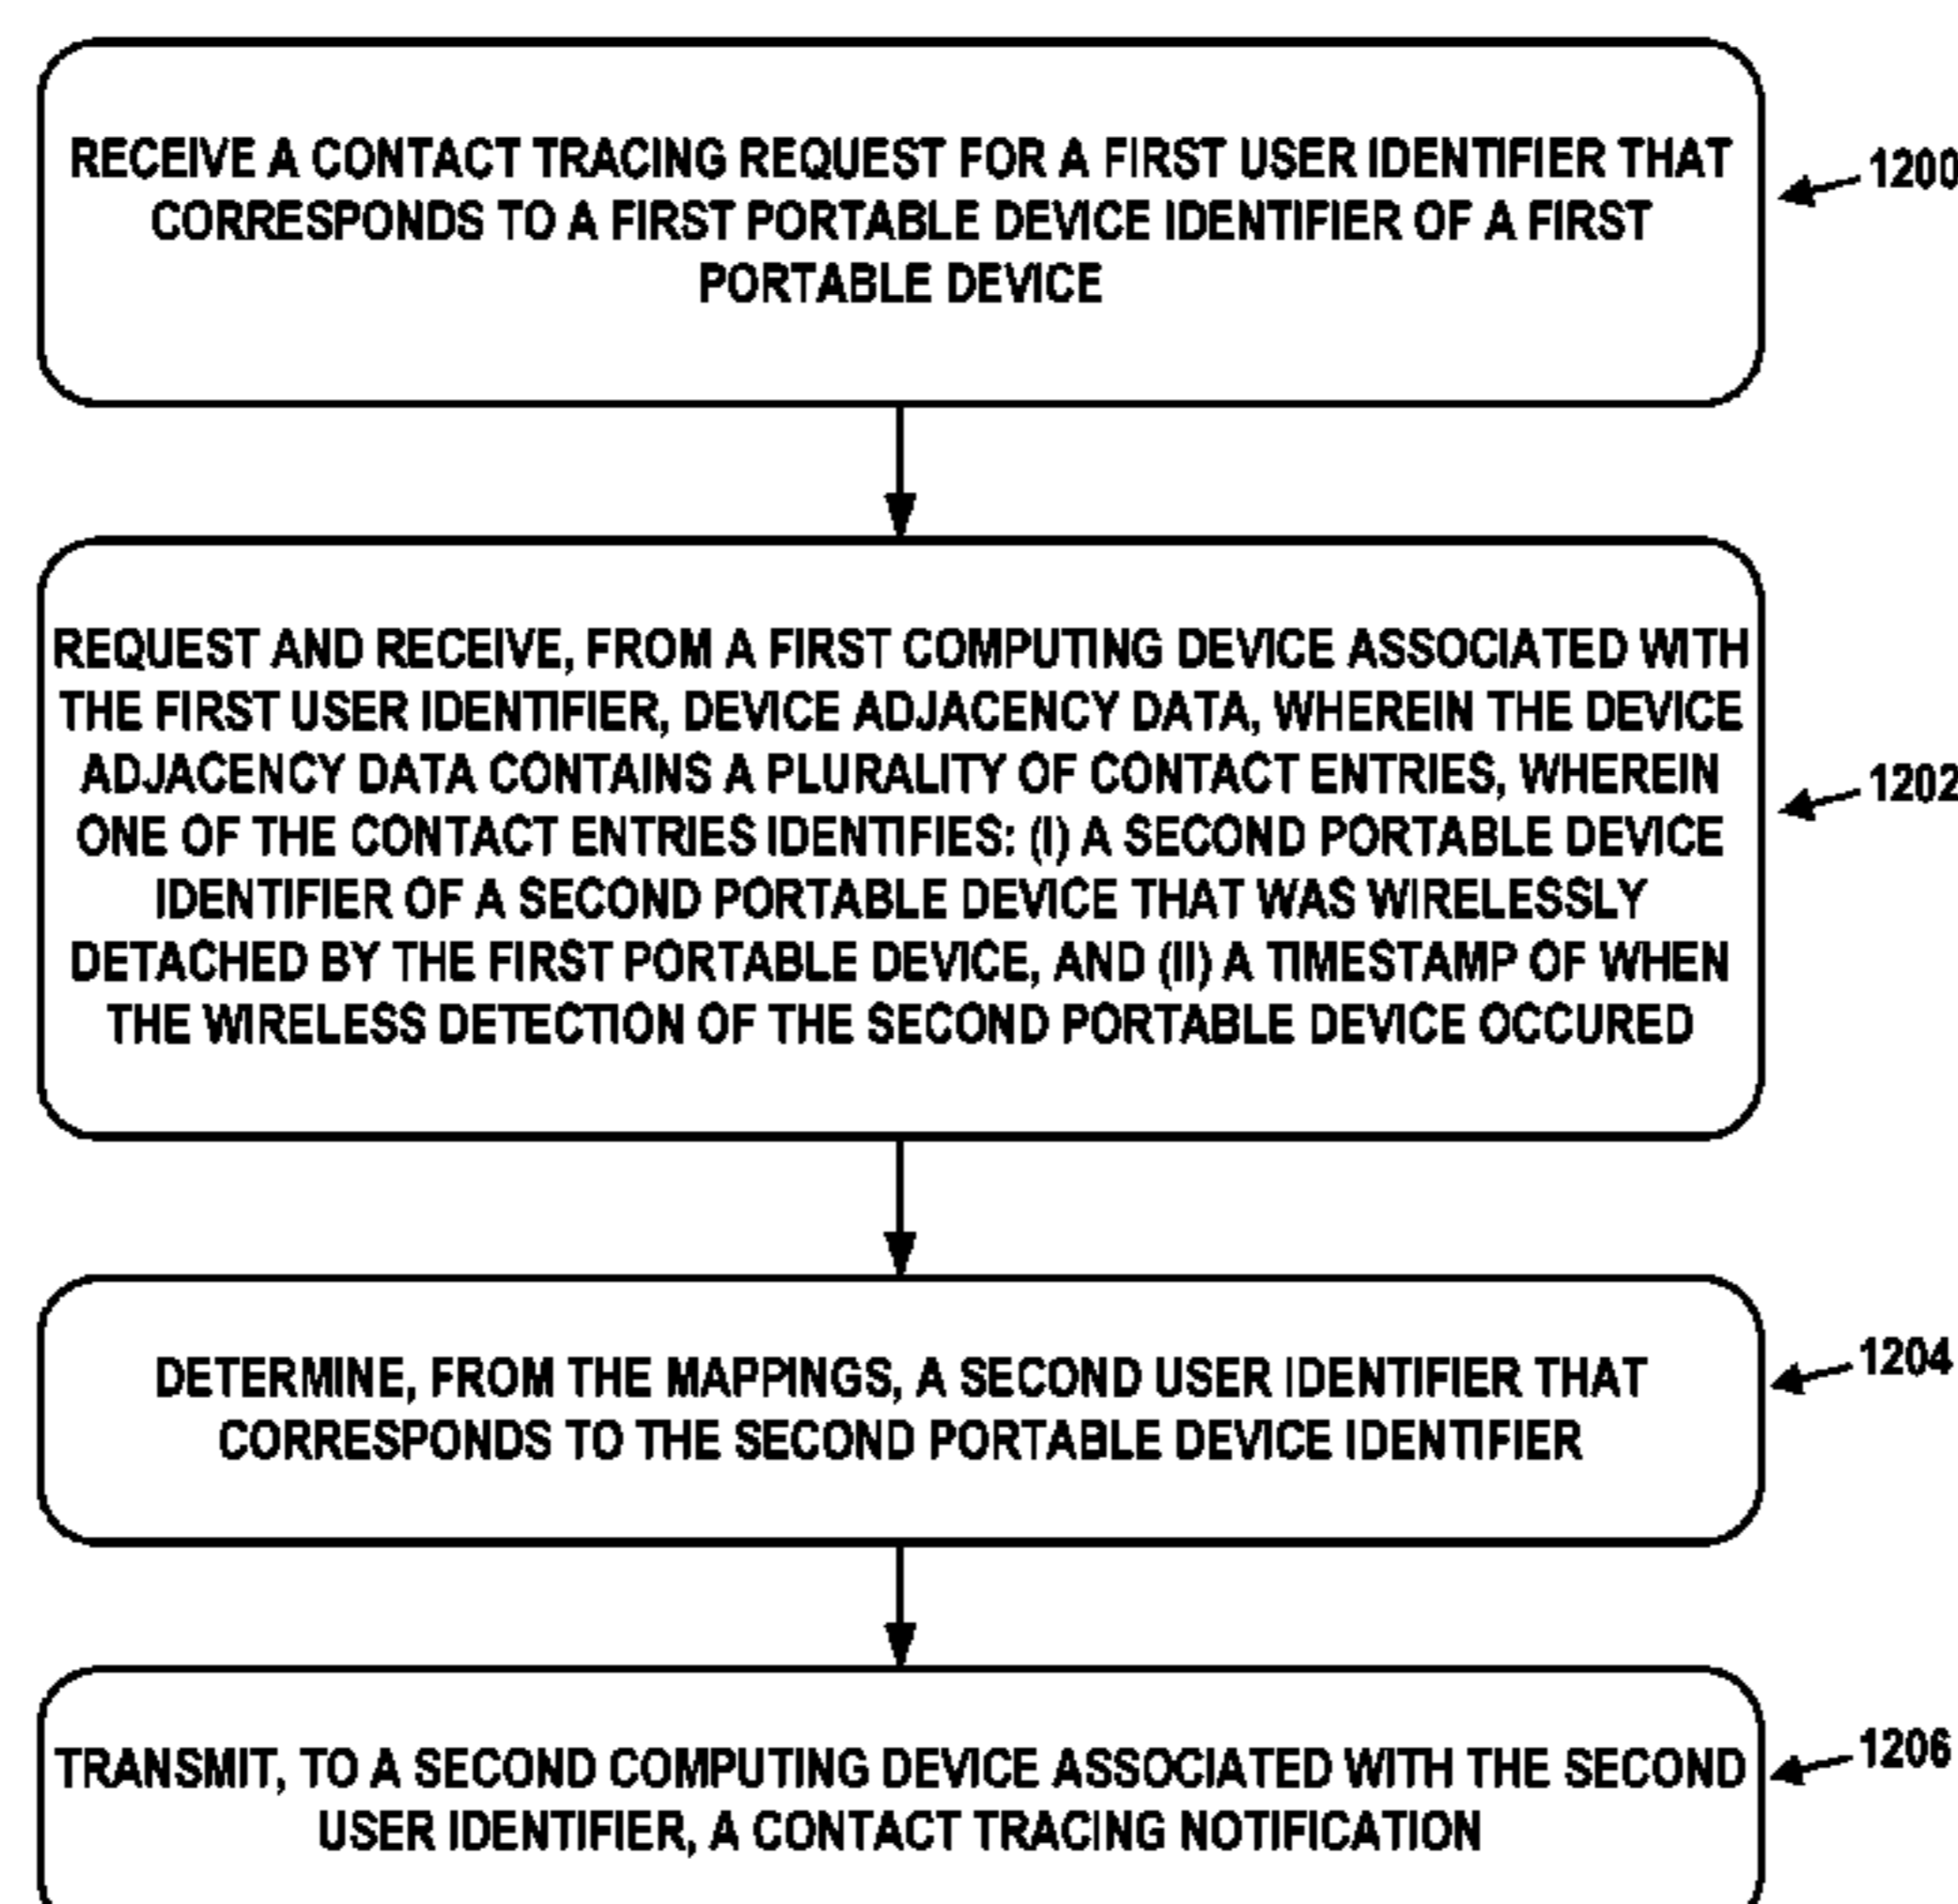 RECEIVE A CONTACT TRACING REQUEST FOR A FIRST USER IDENTIFIER THAT
CORRESPONDS TO A FIRST PORTABLE DEVICE IDENTIFIER OF A FIRST
PORTABLE DEVICE
1200
REQUEST AND RECEIVE, FROM A FIRST COMPUTING DEVICE ASSOCIATED WITH
THE FIRST USER IDENTIFIER, DEVICE ADJACENCY DATA, WHEREIN THE DEVICE
ADJACENCY DATA CONTAINS A PLURALITY OF CONTACT ENTRIES, WHEREIN
ONE OF THE CONTACT ENTRIES IDENTIFIES: (I) A SECOND PORTABLE DEVICE
IDENTIFIER OF A SECOND PORTABLE DEVICE THAT WAS WIRELESSLY
DETACHED BY THE FIRST PORTABLE DEVICE, AND (II) A TIMESTAMP OF WHEN
THE WIRELESS DETECTION OF THE SECOND PORTABLE DEVICE OCCURED
1202
DETERMINE, FROM THE MAPPINGS, A SECOND USER IDENTIFIER THAT
CORRESPONDS TO THE SECOND PORTABLE DEVICE IDENTIFIER
1204
TRANSMIT, TO A SECOND COMPUTING DEVICE ASSOCIATED WITH THE SECOND
USER IDENTIFIER, A CONTACT TRACING NOTIFICATION
1206